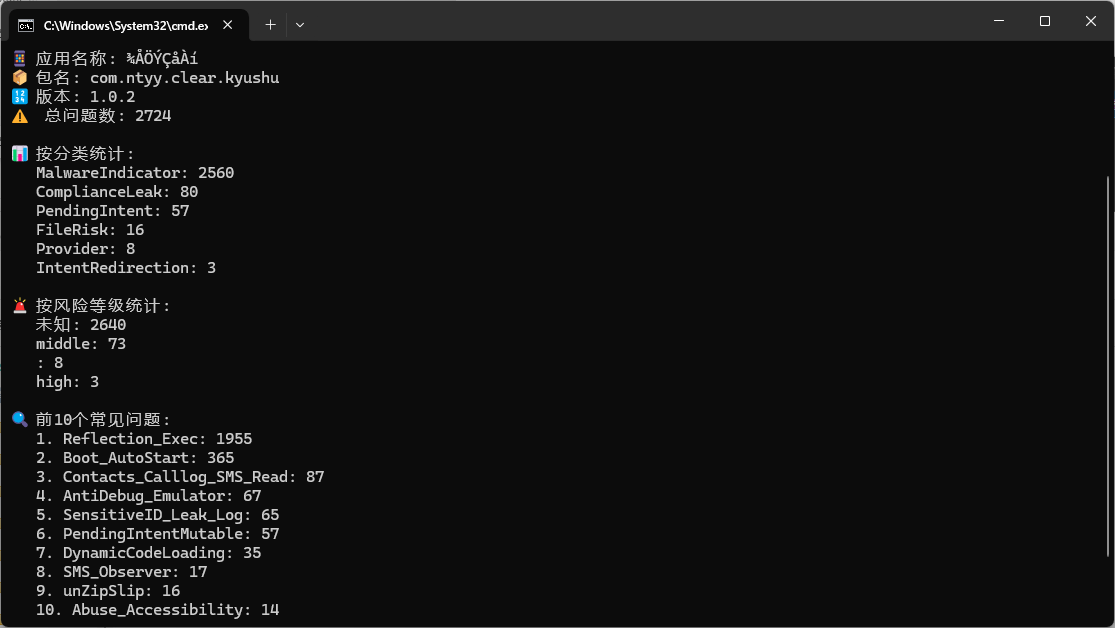 C:\Windows\System32\cmd.ex
应用名称: ¾ÅÖÝÇåÀí
包名: com.ntyy.clear.kyushu
版本: 1.0.2
总问题数: 2724
按分类统计:
MalwareIndicator: 2560
ComplianceLeak: 80
PendingIntent: 57
FileRisk: 16
Provider: 8
IntentRedirection: 3
按风险等级统计:
未知: 2640
middle: 73
: 8
high: 3
前10个常见问题:
1. Reflection_Exec: 1955
2. Boot_AutoStart: 365
3. Contacts_Calllog_SMS_Read: 87
4. AntiDebug_Emulator: 67
5. SensitiveID_Leak_Log: 65
6. PendingIntentMutable: 57
7. DynamicCodeLoading: 35
8. SMS_Observer: 17
9. unZipSlip: 16
10. Abuse_Accessibility: 14